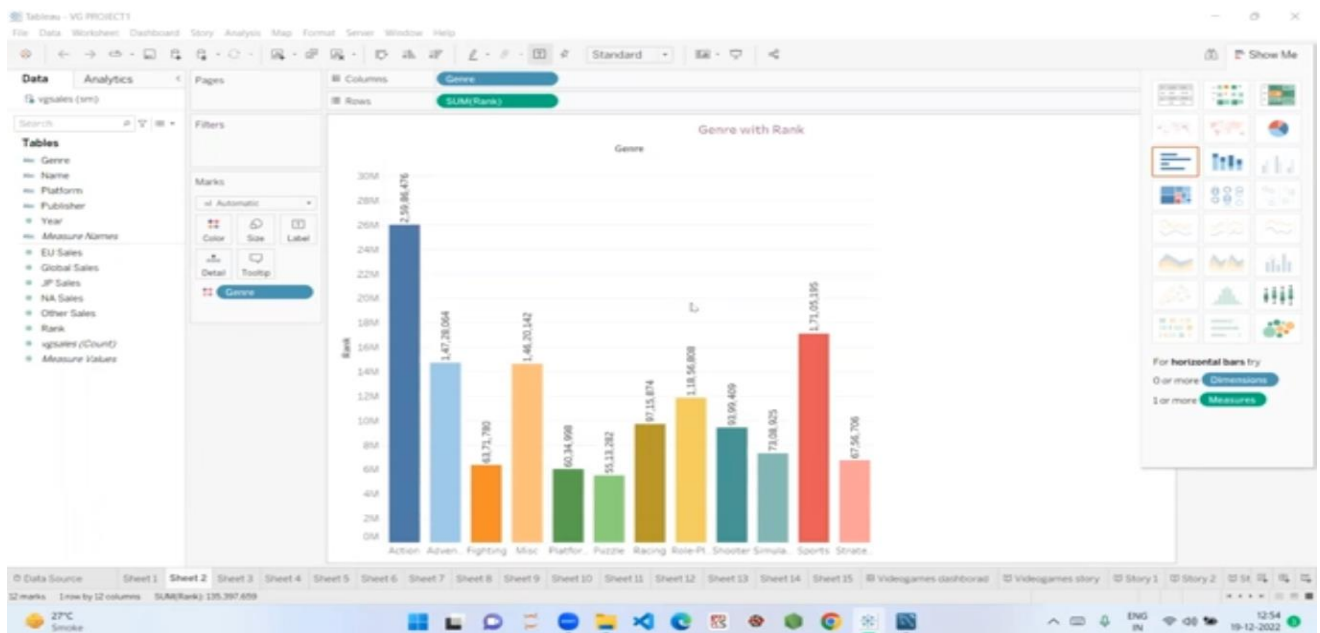 Tableau - VG PROJECT1
File Data Worksheet Dashboard Story Analysis Map Format Server Window Help
Standard
Show Me
Data Analytics
Pages
Columns Genre
vgsales (sm)
Rows SUM(Rank)
Search
Filters
Tables
Genre
Name
Platform
Publisher
Year
Measure Names
EU Sales
Global Sales
JP Sales
NA Sales
Other Sales
Rank
vgsales (Count)
Measure Values
Marks
Automatic
Color Size Label
Detail Tooltip
Genre
Genre with Rank
Genre
Rank
30M
28M
26M
24M
22M
20M
18M
16M
14M
12M
10M
8M
6M
4M
2M
0M
2,59,86,476
1,47,28,064
63,71,780
1,46,20,142
60,34,998
55,13,282
97,15,874
1,18,56,808
93,99,409
73,08,925
1,71,05,195
67,56,706
Action Adven.. Fighting Misc Platfor.. Puzzle Racing Role-Pl.. Shooter Simula.. Sports Strate..
For horizontal bars try
0 or more Dimensions
1 or more Measures
Data Source Sheet 1 Sheet 2 Sheet 3 Sheet 4 Sheet 5 Sheet 6 Sheet 7 Sheet 8 Sheet 9 Sheet 10 Sheet 11 Sheet 12 Sheet 13 Sheet 14 Sheet 15 Videogames dashborad Videogames story Story 1 Story 2 St
12 marks 1 row by 12 columns SUM(Rank): 135,397,659
27°C
Smoke
ENG
IN
12:54
19-12-2022